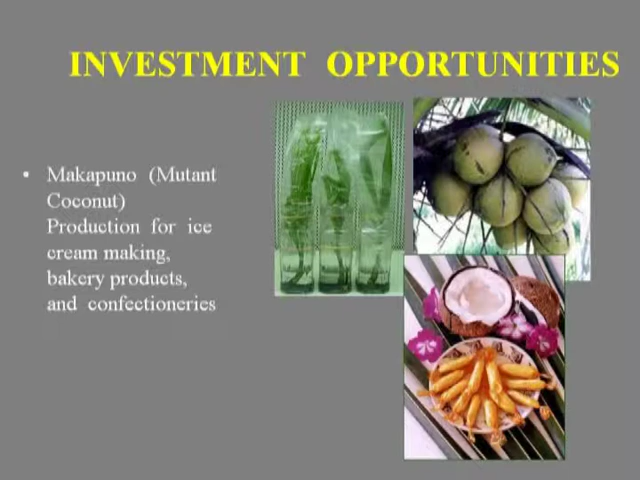 INVESTMENT OPPORTUNITIES
• Makapuno (Mutant
Coconut)
Production for ice
cream making,
bakery products,
and confectioneries